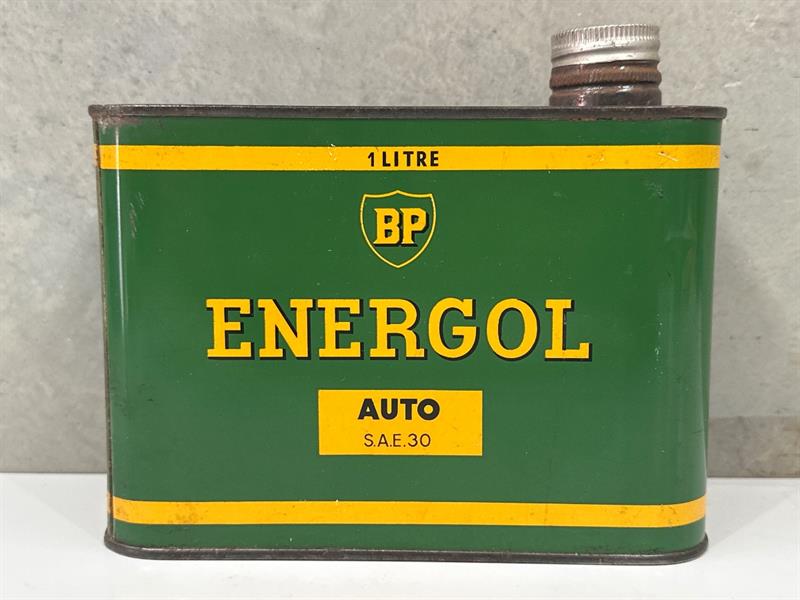 1 LITRE
BP
ENERGOL
AUTO
S.A.E.30